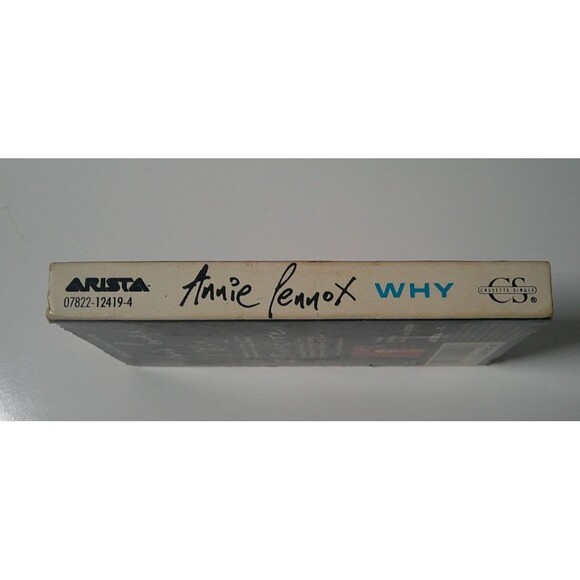 ARISTA
07822-12419-4
Annie Lennox
WHY
CS
CASSETTE-SINGLE
®